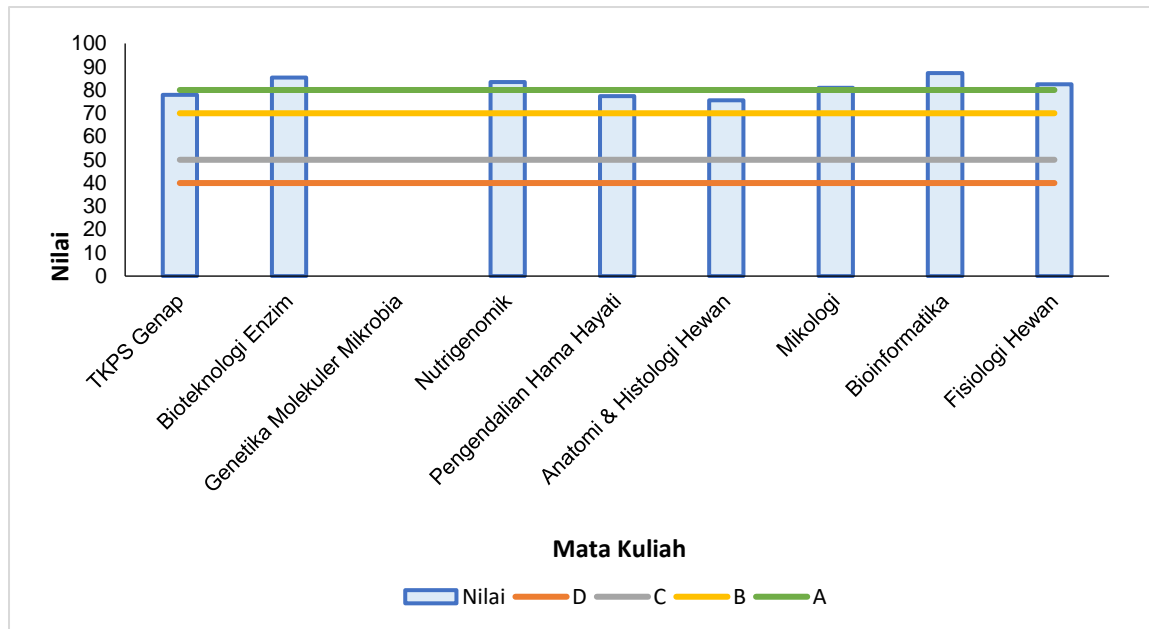 100
90
80
70
60
50
40
30
20
10
0
Nilai
TKPS Genap
Bioteknologi Enzim
Genetika Molekuler Mikrobia
Nutrigenomik
Pengendalian Hama Hayati
Anatomi & Histologi Hewan
Mikologi
Bioinformatika
Fisiologi Hewan
Mata Kuliah
Nilai D C B A